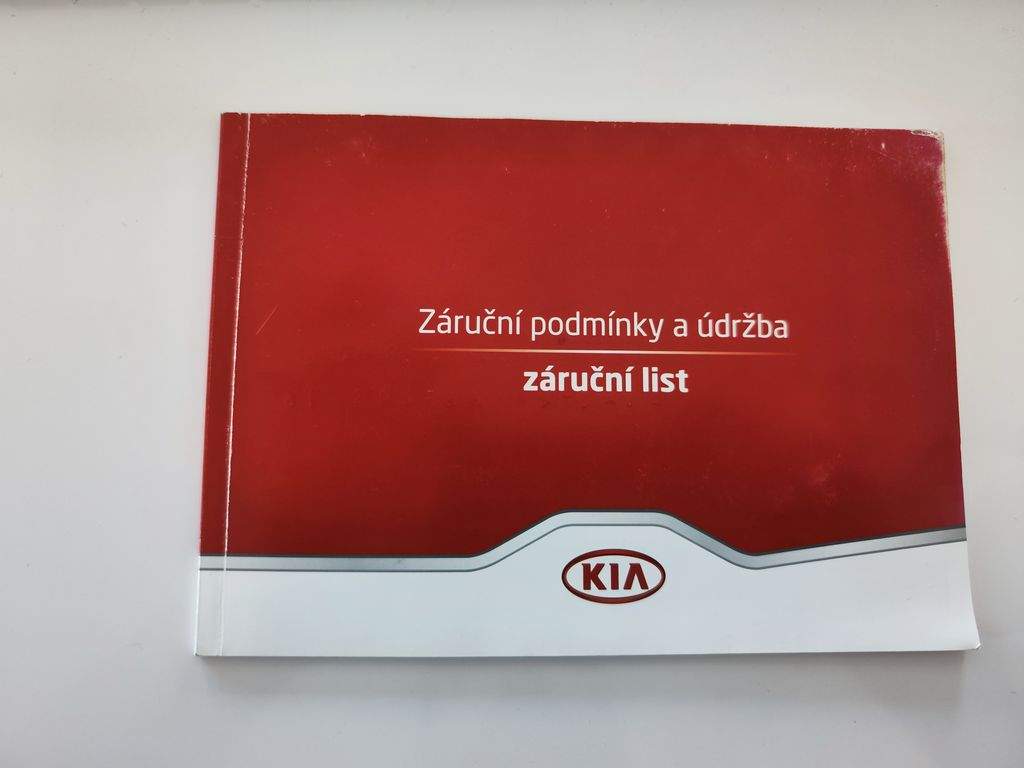 Záruční podmínky a údržba
záruční list
KIA